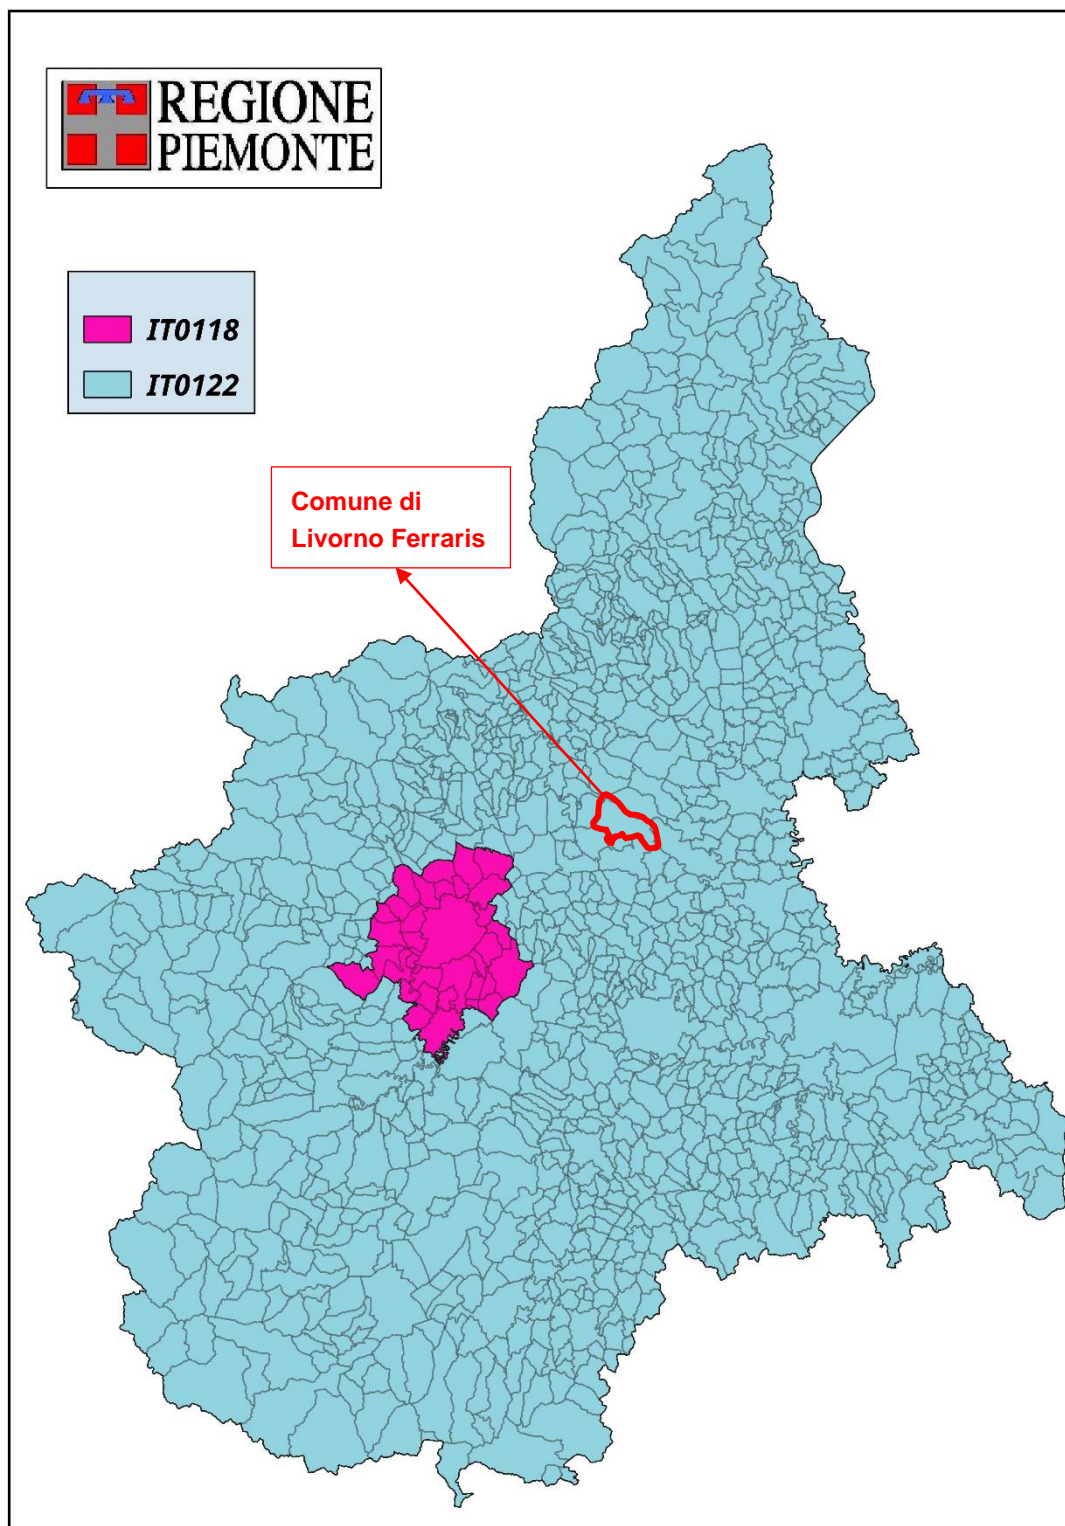 REGIONE
PIEMONTE
IT0118
IT0122
Comune di
Livorno Ferraris